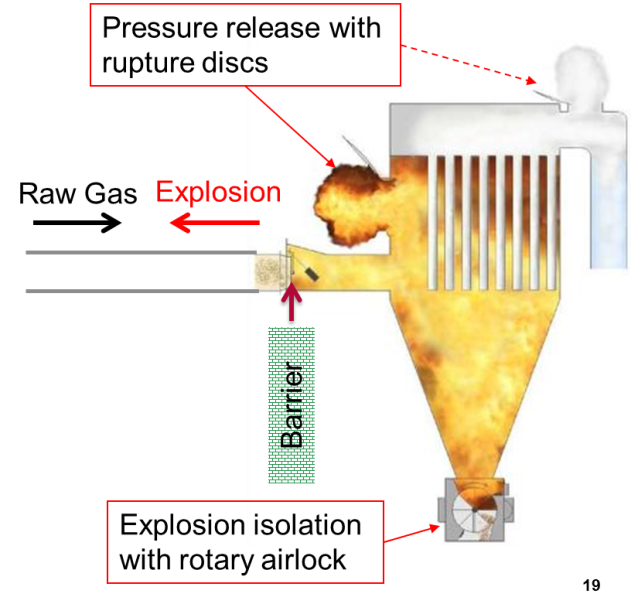 Pressure release with
rupture discs
Raw Gas
Explosion
Barrier
Explosion isolation
with rotary airlock
19